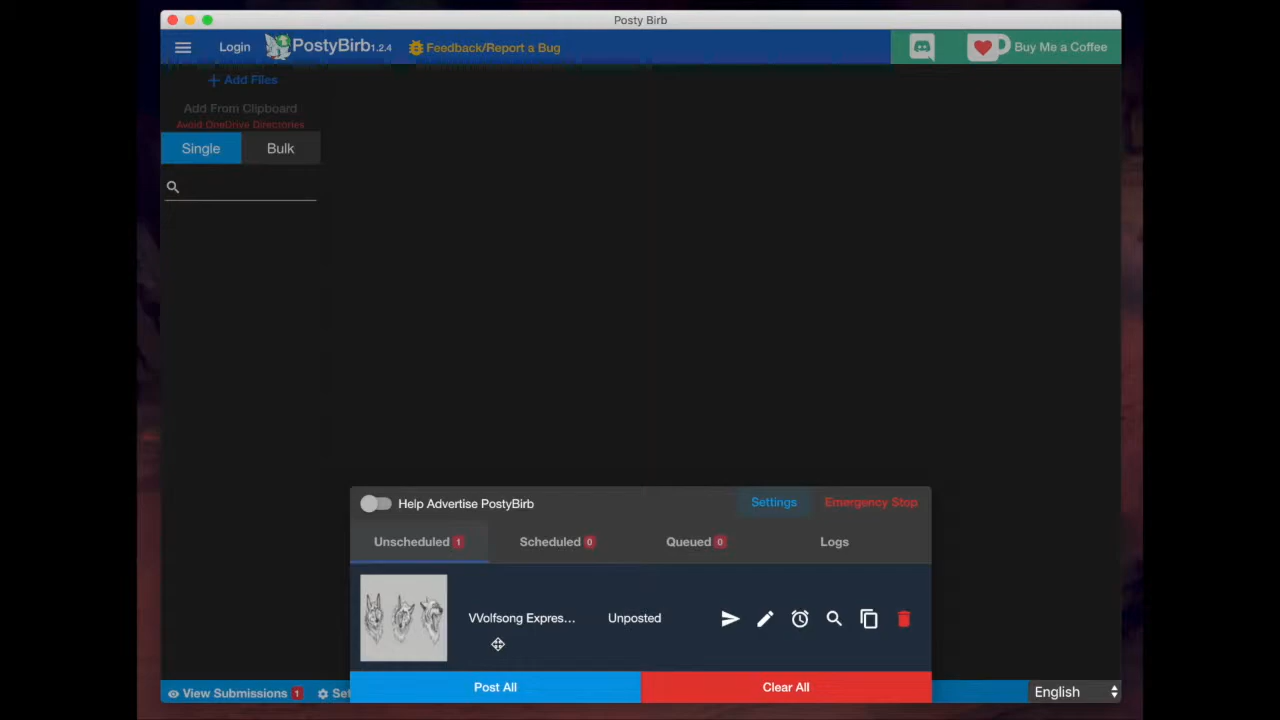 Posty Birb
Login
PostyBirb1.2.4
Feedback/Report a Bug
Buy Me a Coffee
+ Add Files
Add From Clipboard
Avoid OneDrive Directories
Single
Bulk
Help Advertise PostyBirb
Settings
Emergency Stop
Unscheduled 1
Scheduled 0
Queued 0
Logs
VVolfsong Expres...
Unposted
View Submissions 1
Set
Post All
Clear All
English